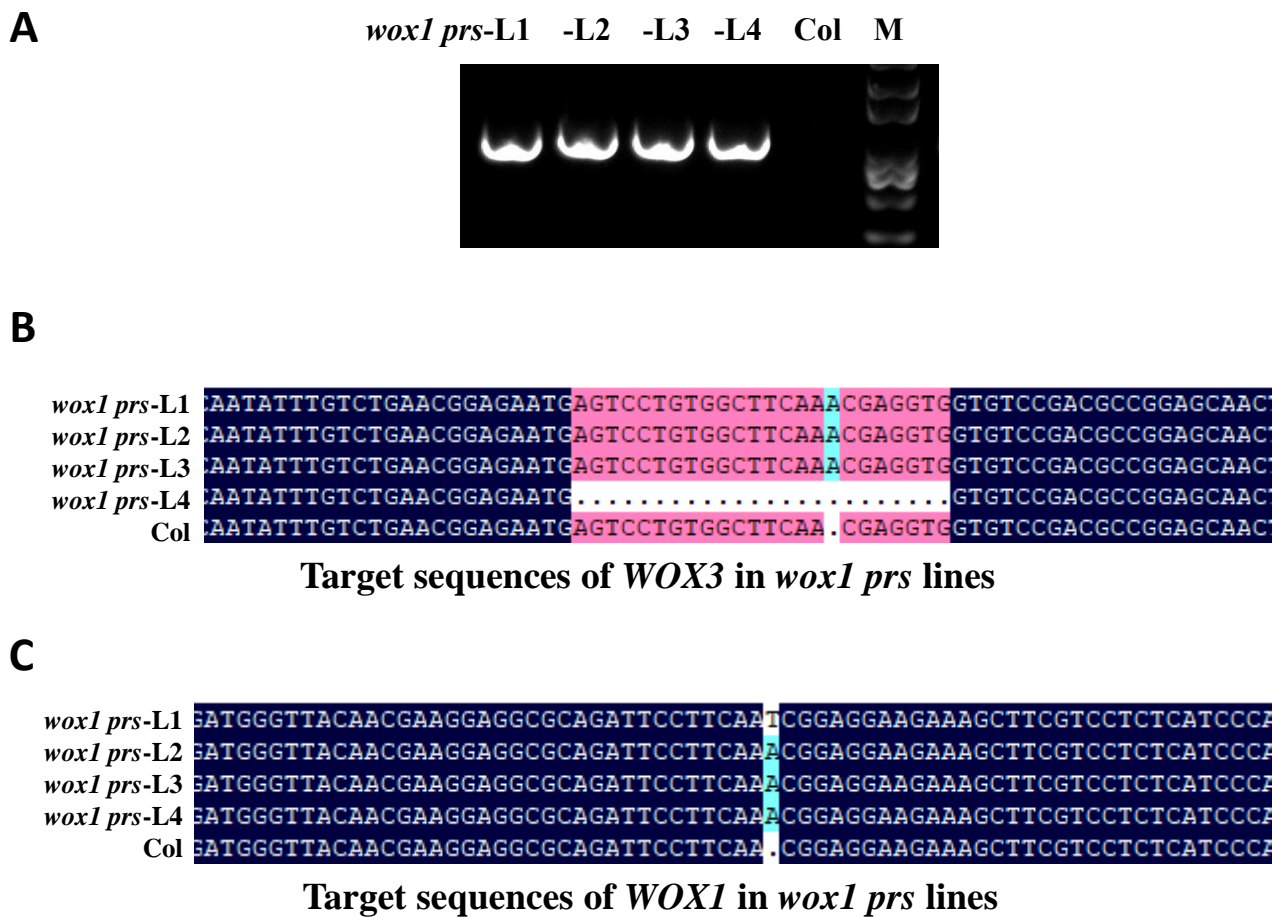 A
wox1 prs-L1 -L2 -L3 -L4 Col M
B
wox1 prs-L1 CAATATTTGTCTGAACGGAGAATGAGTCCTGTGGCTTCAAACGAGGTGGTGTCCGACGCCGGAGCAACT
wox1 prs-L2 CAATATTTGTCTGAACGGAGAATGAGTCCTGTGGCTTCAAACGAGGTGGTGTCCGACGCCGGAGCAACT
wox1 prs-L3 CAATATTTGTCTGAACGGAGAATGAGTCCTGTGGCTTCAAACGAGGTGGTGTCCGACGCCGGAGCAACT
wox1 prs-L4 CAATATTTGTCTGAACGGAGAATG........................GTGTCCGACGCCGGAGCAACT
Col CAATATTTGTCTGAACGGAGAATGAGTCCTGTGGCTTCAA.CGAGGTGGTGTCCGACGCCGGAGCAACT
Target sequences of WOX3 in wox1 prs lines
C
wox1 prs-L1 GATGGGTTACAACGAAGGAGGCGCAGATTCCTTCAATCGGAGGAAGAAAGCTTCGTCCTCTCATCCCA
wox1 prs-L2 GATGGGTTACAACGAAGGAGGCGCAGATTCCTTCAAACGGAGGAAGAAAGCTTCGTCCTCTCATCCCA
wox1 prs-L3 GATGGGTTACAACGAAGGAGGCGCAGATTCCTTCAAACGGAGGAAGAAAGCTTCGTCCTCTCATCCCA
wox1 prs-L4 GATGGGTTACAACGAAGGAGGCGCAGATTCCTTCAAACGGAGGAAGAAAGCTTCGTCCTCTCATCCCA
Col GATGGGTTACAACGAAGGAGGCGCAGATTCCTTCAA.CGGAGGAAGAAAGCTTCGTCCTCTCATCCCA
Target sequences of WOX1 in wox1 prs lines